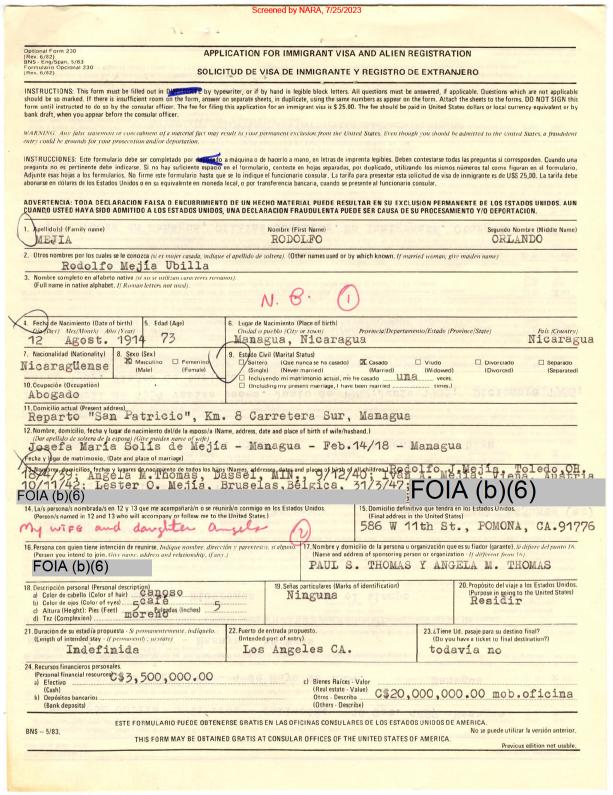 Screened by NARA, 7/25/2023
Optional Form 230
(Rev. 6/82)
BNS - Eng/Span. 5/83
Formulario Opcional 230
(Rev. 6/82)
APPLICATION FOR IMMIGRANT VISA AND ALIEN REGISTRATION
SOLICITUD DE VISA DE INMIGRANTE Y REGISTRO DE EXTRANJERO
INSTRUCTIONS: This form must be filled out in by typewriter, or if by hand in legible block letters. All questions must be answered, if applicable. Questions which are not applicable
should be so marked. If there is insufficient room on the form, answer on separate sheets, in duplicate, using the same numbers as appear on the form. Attach the sheets to the forms. DO NOT SIGN this
form until instructed to do so by the consular officer. The fee for filing this application for an immigrant visa is $ 25.00. The fee should be paid in United States dollars or local currency equivalent or by
bank draft, when you appear before the consular officer.
WARNING. Any false statement or concealment of a material fact may result in your permanent exclusion from the United States. Even though you should be admitted to the United States, a fraudulent
entry could be grounds for your prosecution and/or deportation.
INSTRUCCIONES: Este formulario debe ser completado por a máquina o de hacerlo a mano, en letras de imprenta legibles. Deben contestarse todas las preguntas si corresponden. Cuando una
pregunta no es pertinente debe indicarse. Si no hay suficiente espacio en el formulario, conteste en hojas separadas, por duplicado, utilizando los mismos números tal como figuran en el formulario.
Adjunte esas hojas a los formularios. No firme este formulario hasta que se lo indique el funcionario consular. La tarifa para presentar esta solicitud de visa de inmigrante es de U$S 25,00. La tarifa debe
abonarse en dólares de los Estados Unidos o en su equivalente en moneda local, o por transferencia bancaria, cuando se presente al funcionario consular.
ADVERTENCIA: TODA DECLARACION FALSA O ENCUBRIMIENTO DE UN HECHO MATERIAL PUEDE RESULTAR EN SU EXCLUSION PERMANENTE DE LOS ESTADOS UNIDOS. AUN
CUANDO USTED HAYA SIDO ADMITIDO A LOS ESTADOS UNIDOS, UNA DECLARACION FRAUDULENTA PUEDE SER CAUSA DE SU PROCESAMIENTO Y/O DEPORTACION.
1. Apellido(s) (Family name) Nombre (First Name) Segundo Nombre (Middle Name)
MEJIA RODOLFO ORLANDO
2. Otros nombres por los cuales se le conozca (si es mujer casada, indique el apellido de soltera). (Other names used or by which known. If married woman, give maiden name)
Rodolfo Mejía Ubilla
3. Nombre completo en alfabeto nativo (si no se utilizan caracteres romanos).
(Full name in native alphabet. If Roman letters not used).
N. B. 1
4. Fecha de Nacimiento (Date of birth) 5. Edad (Age) 6. Lugar de Nacimiento (Place of birth)
Día (Day) Mes (Month) Año (Year) Ciudad o pueblo (City or town) Provincia/Departamento/Estado (Province/State) País (Country)
12 Agost. 1914 73 Managua, Nicaragua Nicaragua
7. Nacionalidad (Nationality) 8. Sexo (Sex) 9. Estado Civil (Marital Status)
Nicaragüense X Masculino (Male) Femenino (Female) Soltero (Que nunca se ha casado) (Single) (Never married) X Casado (Married) Viudo (Widowed) Divorciado (Divorced) Separado (Separated)
10. Ocupación (Occupation) Incluyendo mi matrimonio actual, me he casado una veces.
Abogado (Including my present marriage, I have been married times.)
11. Domicilio actual (Present address)
Reparto "San Patricio", Km. 8 Carretera Sur, Managua
12. Nombre, domicilio, fecha y lugar de nacimiento del/de la esposo/a (Name, address, date and place of birth of wife/husband.)
(Dar apellido de soltera de la esposa) (Give maiden name of wife)
Josefa María Solís de Mejía - Managua - Feb.14/18 - Managua
Fecha y lugar de matrimonio. (Date and place of marriage)
13. Nombre, domicilio, fechas y lugares de nacimiento de todos los hijos (Names, addresses, dates and places of birth of all children) Rodolfo J. Mejía, Toledo, OH.
18/4/39: Angela M. Thomas, Dassel, MIN., 9/12/40: Ivan A. Mejía, Viena, Austria
10/11/42: Lester O. Mejía. Bruselas, Bélgica. 31/3/47:
FOIA (b)(6) FOIA (b)(6)
14. La/s persona/s nombrada/s en 12 y 13 que me acompañará/n o se reunirá/n conmigo en los Estados Unidos. 15. Domicilio definitivo que tendrá en los Estados Unidos.
(Person/s named in 12 and 13 who will accompany or follow me to the United States.) (Final address in the United States)
My wife and daughter Angela 2 586 W 11th St., POMONA, CA.91776
16. Persona con quien tiene intención de reunirse. Indique nombre, dirección y parentesco, si alguno. 17. Nombre y domicilio de la persona u organización que es su fiador (garante), si difiere del punto 16.
(Person you intend to join. Give name, address and relationship, if any.) (Name and address of sponsoring person or organization - If different from 16).
FOIA (b)(6) PAUL S. THOMAS Y ANGELA M. THOMAS
18. Descripción personal (Personal description) 19. Señas particulares (Marks of identification) 20. Propósito del viaje a los Estados Unidos.
a) Color de cabello (Color of hair) canoso Ninguna (Purpose in going to the United States)
b) Color de ojos (Color of eyes) café Residir
c) Altura (Height): Pies (Feet) 5 Pulgadas (Inches) 5
d) Tez (Complexion) moreno
21. Duración de su estadía propuesta - Si permanentemente, indíquelo. 22. Puerto de entrada propuesto. 23. ¿Tiene Ud. pasaje para su destino final?
(Length of intended stay - If permanently, so state) (Intended port of entry) (Do you have a ticket to final destination?)
Indefinida Los Angeles CA. todavía no
24. Recursos financieros personales.
(Personal financial resources) C$3,500,000.00
a) Efectivo c) Bienes Raíces - Valor
(Cash) (Real estate - Value) C$20,000,000.00 mob.oficina
b) Depósitos bancarios Otros - Describa
(Bank deposits) (Others - Describe)
ESTE FORMULARIO PUEDE OBTENERSE GRATIS EN LAS OFICINAS CONSULARES DE LOS ESTADOS UNIDOS DE AMERICA.
BNS - 5/83. No se puede utilizar la versión anterior.
THIS FORM MAY BE OBTAINED GRATIS AT CONSULAR OFFICES OF THE UNITED STATES OF AMERICA.
Previous edition not usable.